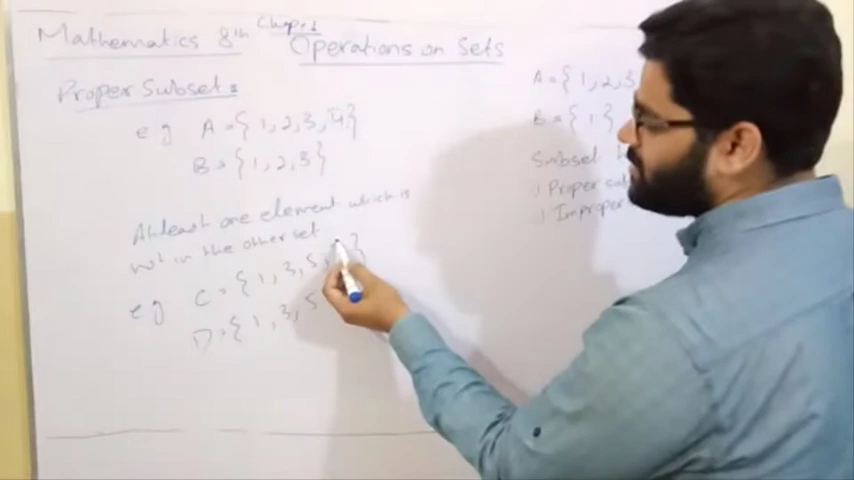 Mathematics 8th Chap 1
Operations on Sets
Proper Subset :
e g A = { 1, 2, 3, 4 }
B = { 1, 2, 3 }
Atleast one element which is
not in the other set
e g C = { 1, 3, 5, }
D = { 1, 3, 5
A = { 1, 2, 3
B = { 1 }
Subset
1) Proper
1) Improper